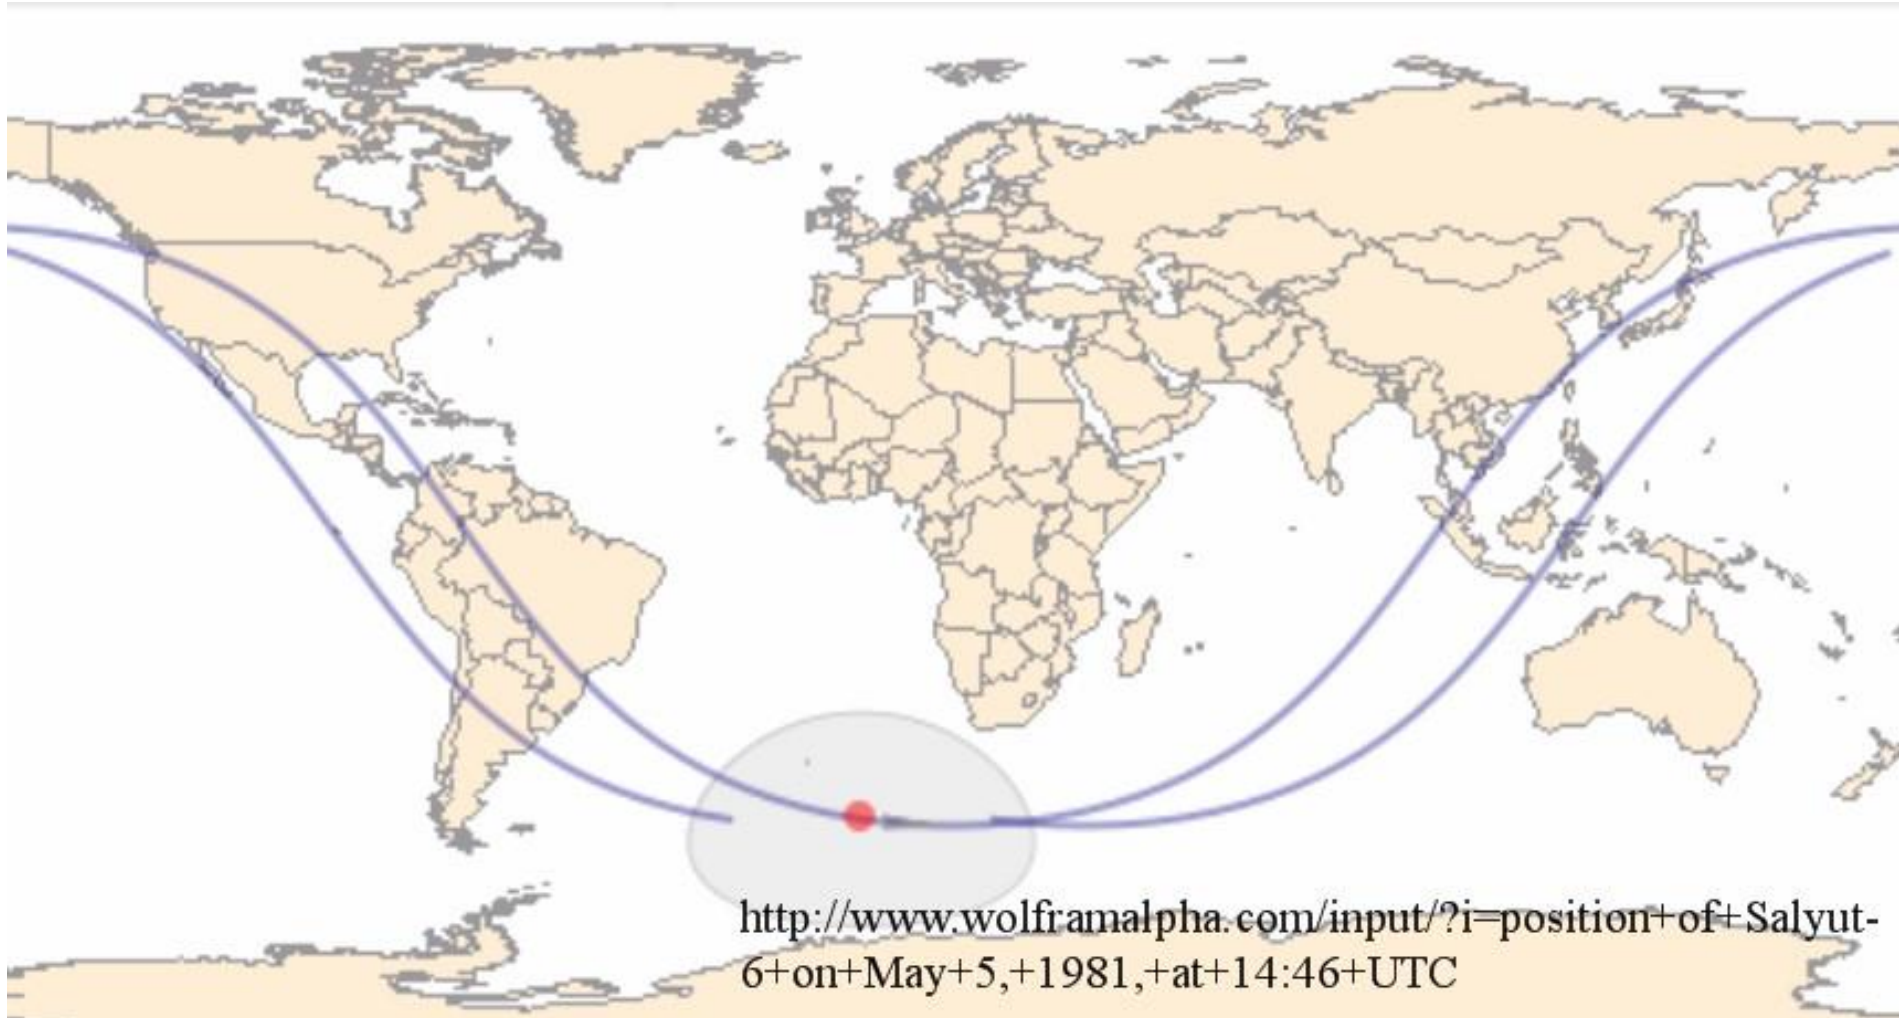 http://www.wolframalpha.com/input/?i=position+of+Salyut-
6+on+May+5,+1981,+at+14:46+UTC